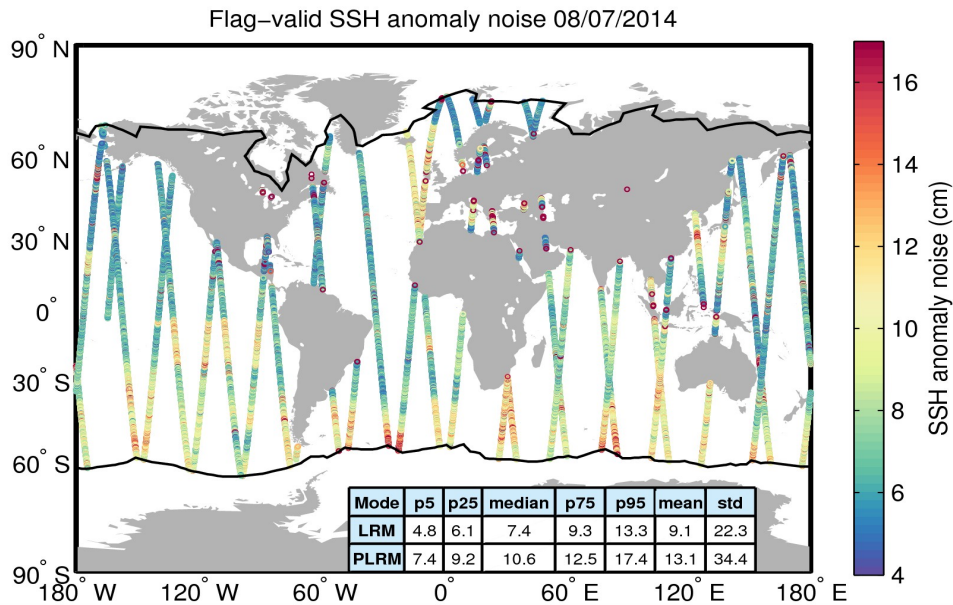 Flag−valid SSH anomaly noise 08/07/2014
90° N
60° N
30° N
0°
30° S
60° S
90° S
180° W
120° W
60° W
0°
60° E
120° E
180° E
Mode p5 p25 median p75 p95 mean std
LRM 4.8 6.1 7.4 9.3 13.3 9.1 22.3
PLRM 7.4 9.2 10.6 12.5 17.4 13.1 34.4
16
14
12
10
8
6
4
SSH anomaly noise (cm)